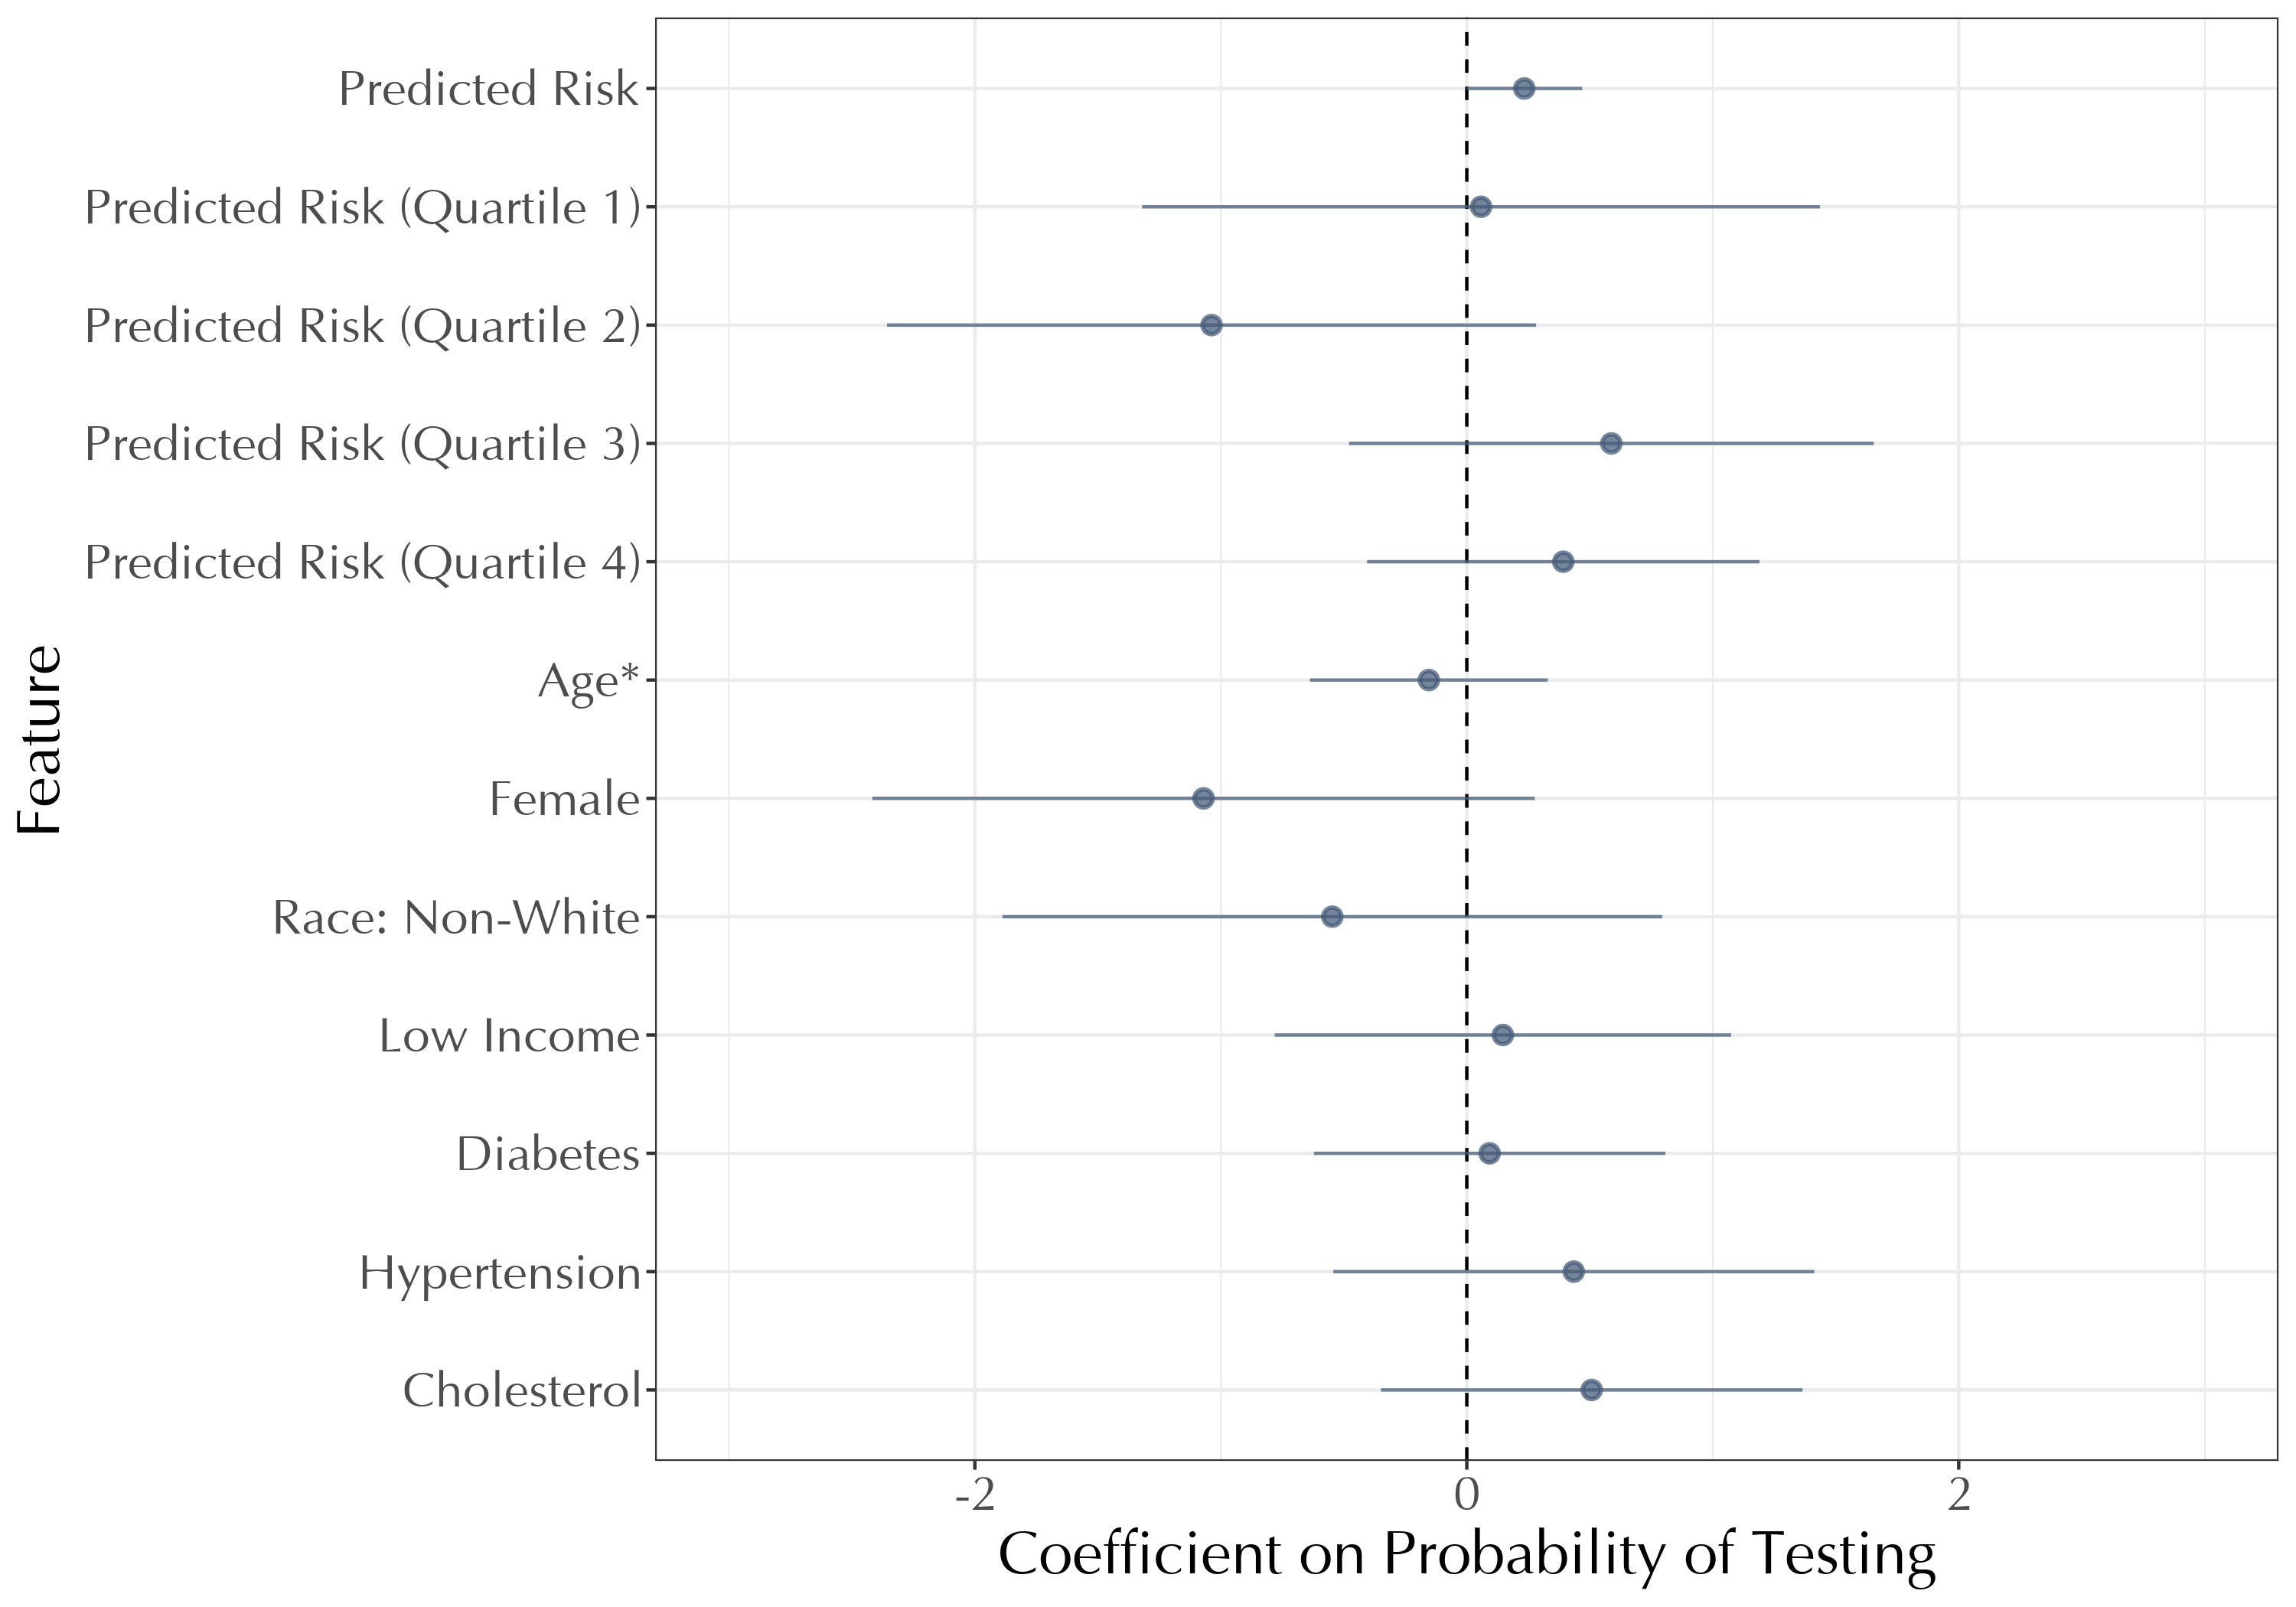 Predicted Risk
Predicted Risk (Quartile 1)
Predicted Risk (Quartile 2)
Predicted Risk (Quartile 3)
Predicted Risk (Quartile 4)
Age*
Female
Race: Non-White
Low Income
Diabetes
Hypertension
Cholesterol
Feature
-2 0 2
Coefficient on Probability of Testing